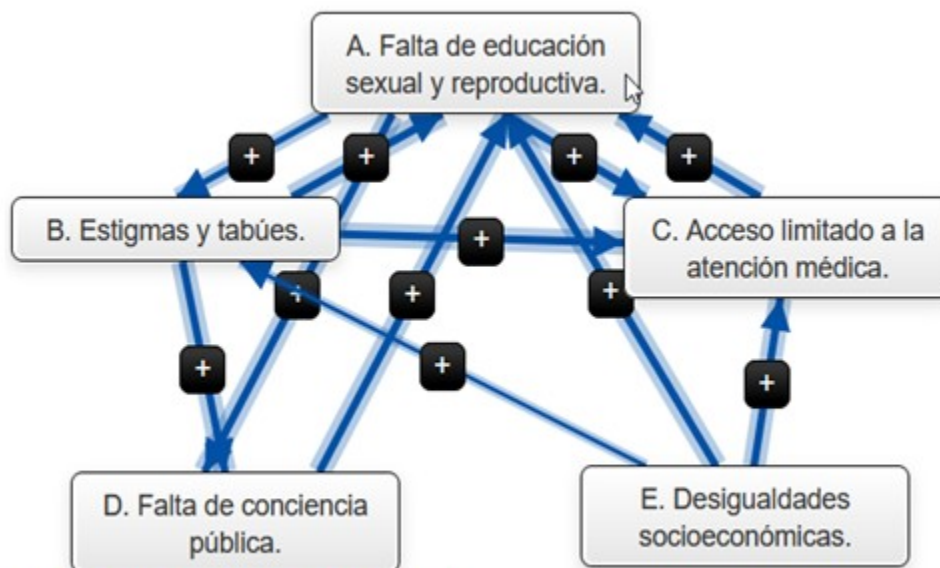 A. Falta de educación
sexual y reproductiva.
+
+
+
+
B. Estigmas y tabúes.
+
C. Acceso limitado a la
atención médica.
+
+
+
+
+
+
D. Falta de conciencia
pública.
E. Desigualdades
socioeconómicas.